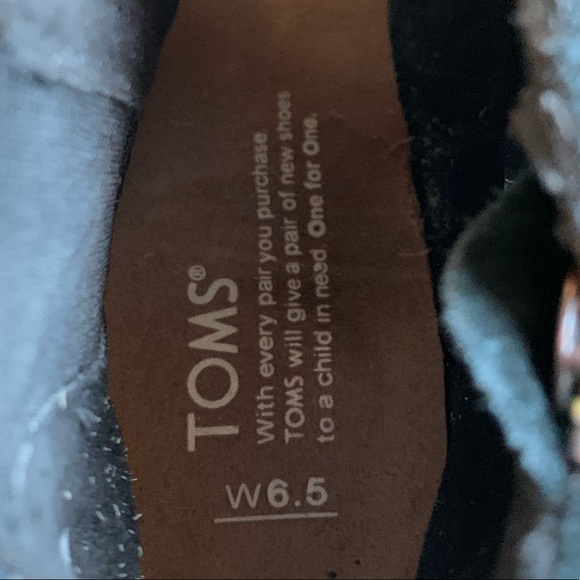 TOMS®
With every pair you purchase,
TOMS will give a pair of new shoes
to a child in need. One for One.
W 6.5